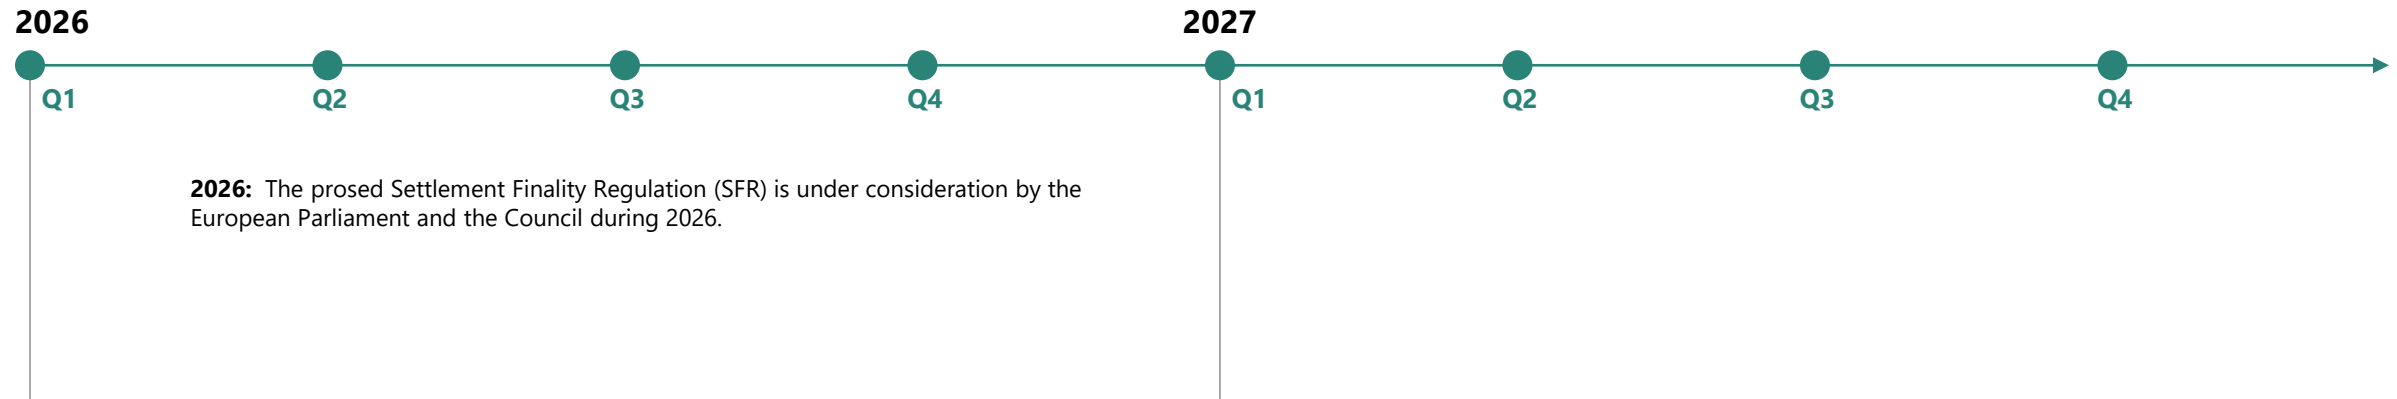 2026
2027
Q1
Q2
Q3
Q4
Q1
Q2
Q3
Q4
2026: The prosed Settlement Finality Regulation (SFR) is under consideration by the
European Parliament and the Council during 2026.